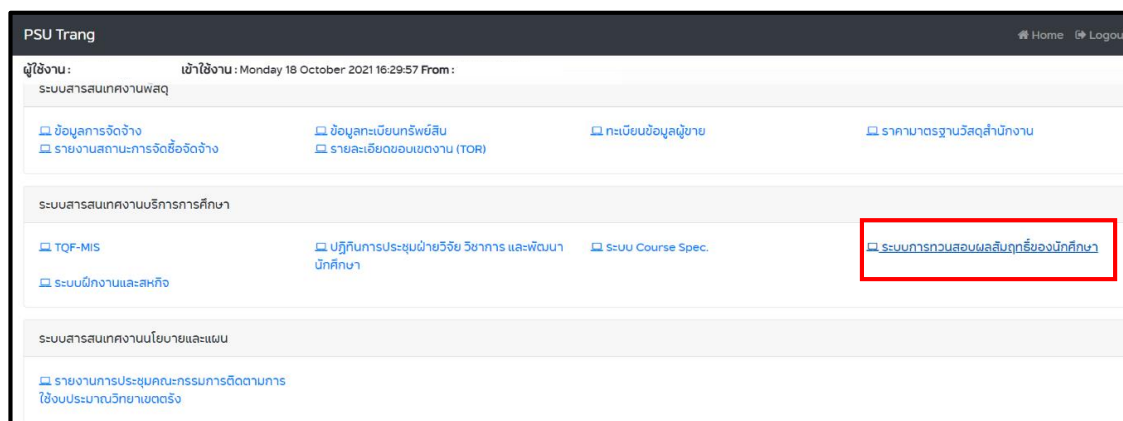 PSU Trang
Home Logou
ผู้ใช้งาน : เข้าใช้งาน : Monday 18 October 2021 16:29:57 From :
ระบบสารสนเทศงานพัสดุ
ข้อมูลการจัดจ้าง ข้อมูลทะเบียนทรัพย์สิน ทะเบียนข้อมูลผู้ขาย ราคามาตรฐานวัสดุสำนักงาน
รายงานสถานะการจัดซื้อจัดจ้าง รายละเอียดขอบเขตงาน (TOR)
ระบบสารสนเทศงานบริการการศึกษา
TQF-MIS ปฏิทินการประชุมฝ่ายวิจัย วิชาการ และพัฒนา ระบบ Course Spec. ระบบการทวนสอบผลสัมฤทธิ์ของนักศึกษา
นักศึกษา
ระบบฝึกงานและสหกิจ
ระบบสารสนเทศงานนโยบายและแผน
รายงานการประชุมคณะกรรมการติดตามการ
ใช้งบประมาณวิทยาเขตตรัง